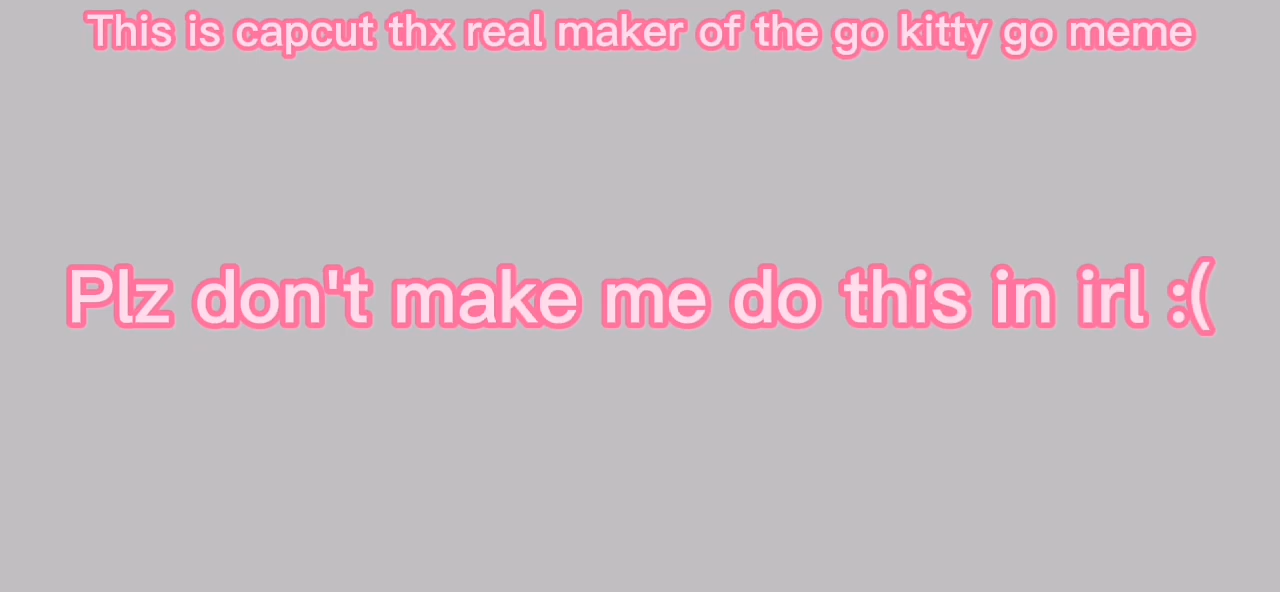 This is capcut thx real maker of the go kitty go meme
Plz don't make me do this in irl :(